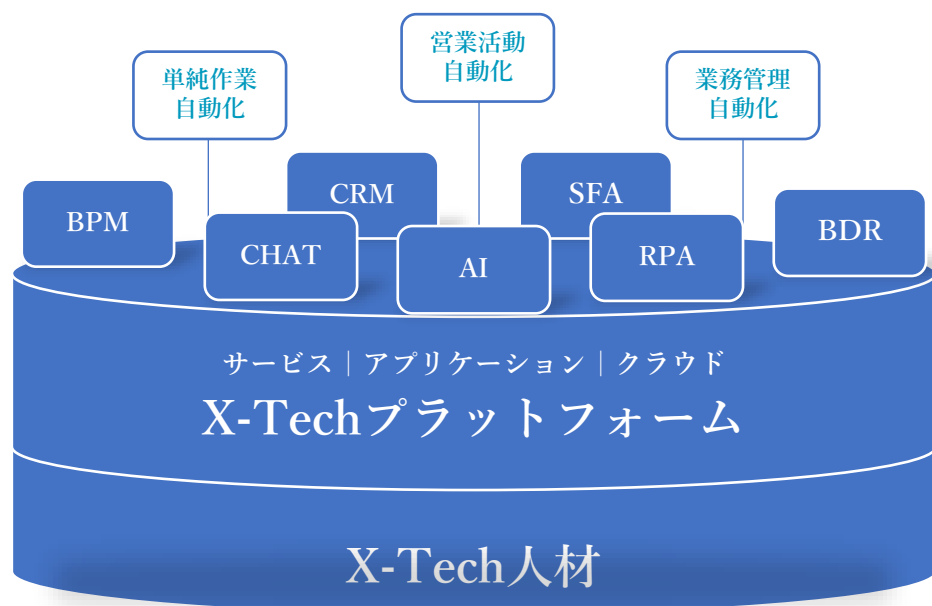 営業活動
自動化
単純作業
自動化
業務管理
自動化
CRM
SFA
BPM
BDR
CHAT
AI
RPA
サービス｜アプリケーション｜クラウド
X-Techプラットフォーム
X-Tech人材